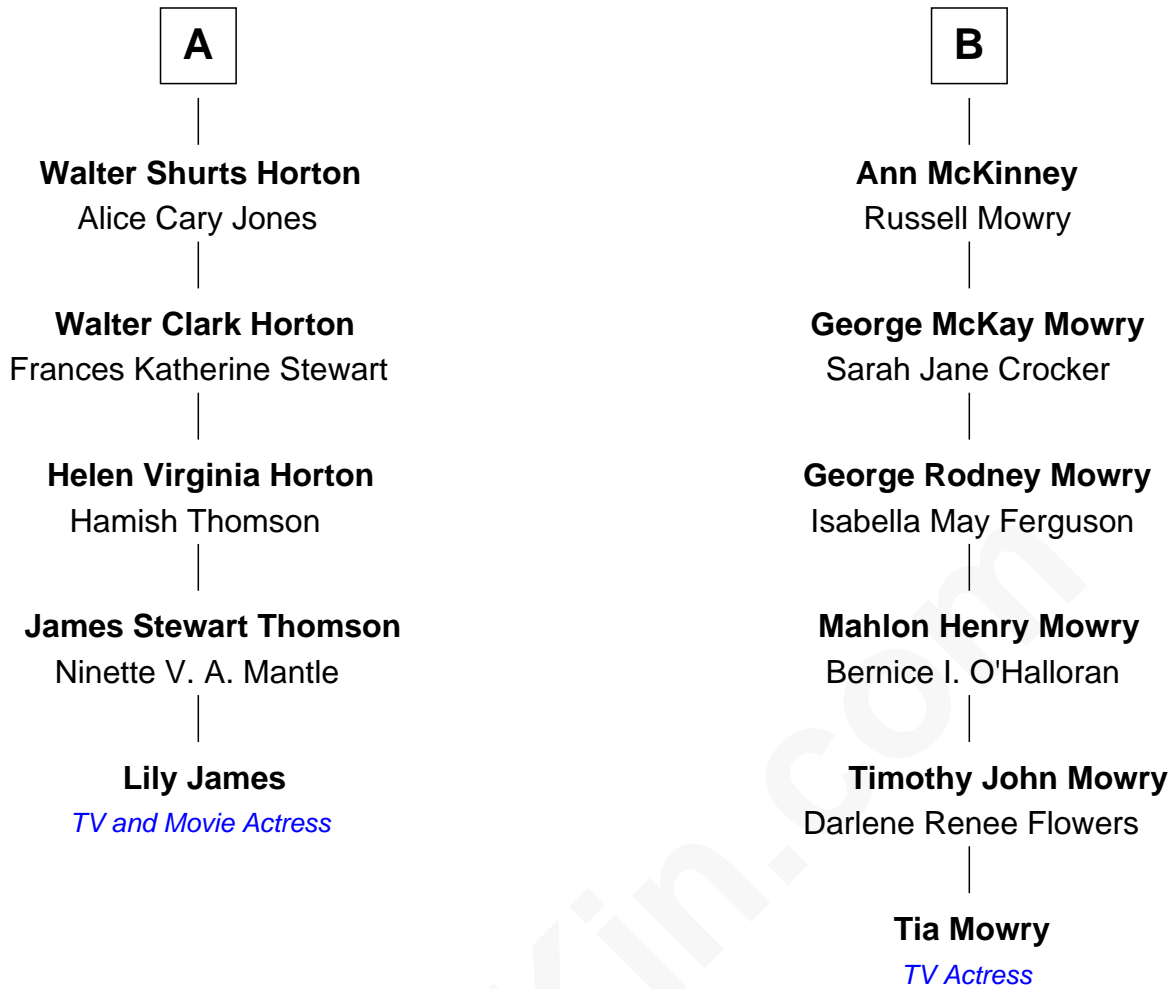 A
Walter Shurts Horton
Alice Cary Jones
Walter Clark Horton
Frances Katherine Stewart
Helen Virginia Horton
Hamish Thomson
James Stewart Thomson
Ninette V. A. Mantle
Lily James
TV and Movie Actress
B
Ann McKinney
Russell Mowry
George McKay Mowry
Sarah Jane Crocker
George Rodney Mowry
Isabella May Ferguson
Mahlon Henry Mowry
Bernice I. O'Halloran
Timothy John Mowry
Darlene Renee Flowers
Tia Mowry
TV Actress